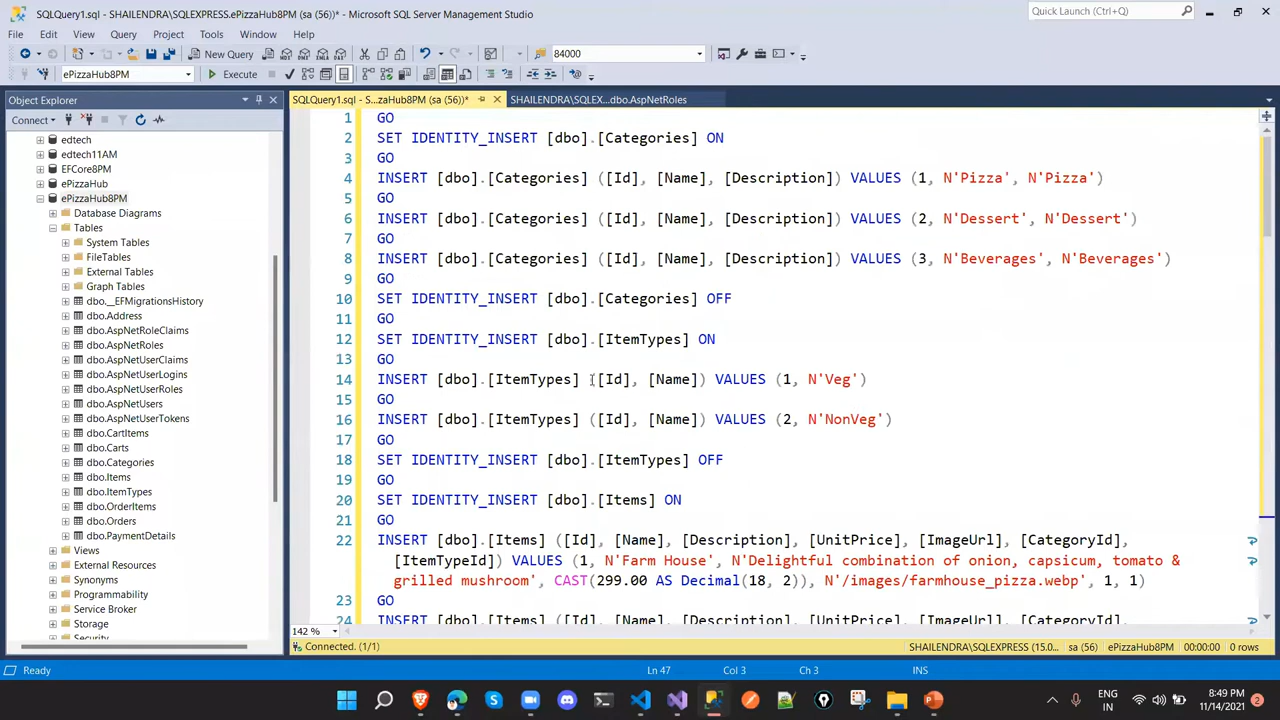 SQLQuery1.sql - SHAILENDRA\SQLEXPRESS.ePizzaHub8PM (sa (56))* - Microsoft SQL Server Management Studio
Quick Launch (Ctrl+Q)
File Edit View Query Project Tools Window Help
New Query
84000
ePizzaHub8PM
Execute
Object Explorer
SQLQuery1.sql - S...zaHub8PM (sa (56))*
SHAILENDRA\SQLEX...dbo.AspNetRoles
Connect
edtech
edtech11AM
EFCore8PM
ePizzaHub
ePizzaHub8PM
Database Diagrams
Tables
System Tables
FileTables
External Tables
Graph Tables
dbo.__EFMigrationsHistory
dbo.Address
dbo.AspNetRoleClaims
dbo.AspNetRoles
dbo.AspNetUserClaims
dbo.AspNetUserLogins
dbo.AspNetUserRoles
dbo.AspNetUsers
dbo.AspNetUserTokens
dbo.CartItems
dbo.Carts
dbo.Categories
dbo.Items
dbo.ItemTypes
dbo.OrderItems
dbo.Orders
dbo.PaymentDetails
Views
External Resources
Synonyms
Programmability
Service Broker
Storage
Security
1 GO
2 SET IDENTITY_INSERT [dbo].[Categories] ON
3 GO
4 INSERT [dbo].[Categories] ([Id], [Name], [Description]) VALUES (1, N'Pizza', N'Pizza')
5 GO
6 INSERT [dbo].[Categories] ([Id], [Name], [Description]) VALUES (2, N'Dessert', N'Dessert')
7 GO
8 INSERT [dbo].[Categories] ([Id], [Name], [Description]) VALUES (3, N'Beverages', N'Beverages')
9 GO
10 SET IDENTITY_INSERT [dbo].[Categories] OFF
11 GO
12 SET IDENTITY_INSERT [dbo].[ItemTypes] ON
13 GO
14 INSERT [dbo].[ItemTypes] ([Id], [Name]) VALUES (1, N'Veg')
15 GO
16 INSERT [dbo].[ItemTypes] ([Id], [Name]) VALUES (2, N'NonVeg')
17 GO
18 SET IDENTITY_INSERT [dbo].[ItemTypes] OFF
19 GO
20 SET IDENTITY_INSERT [dbo].[Items] ON
21 GO
22 INSERT [dbo].[Items] ([Id], [Name], [Description], [UnitPrice], [ImageUrl], [CategoryId],
[ItemTypeId]) VALUES (1, N'Farm House', N'Delightful combination of onion, capsicum, tomato &
grilled mushroom', CAST(299.00 AS Decimal(18, 2)), N'/images/farmhouse_pizza.webp', 1, 1)
23 GO
24 INSERT [dbo].[Items] ([Id], [Name], [Description], [UnitPrice], [ImageUrl], [CategoryId],
142 %
Connected. (1/1)
SHAILENDRA\SQLEXPRESS (15.0... sa (56) ePizzaHub8PM 00:00:00 0 rows
Ready
Ln 47 Col 3 Ch 3 INS
ENG
IN
8:49 PM
11/14/2021
2